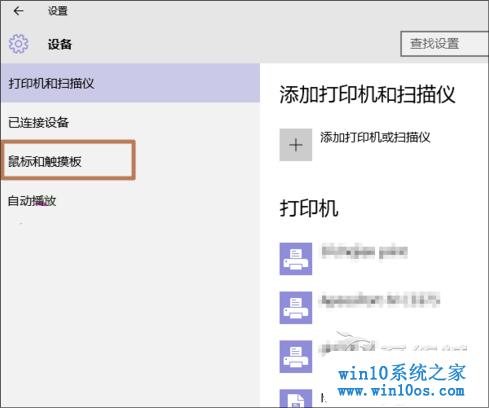 设置
设备
查找设置
打印机和扫描仪
已连接设备
鼠标和触摸板
自动播放
添加打印机和扫描仪
添加打印机或扫描仪
打印机
win10系统之家
www.win10os.com